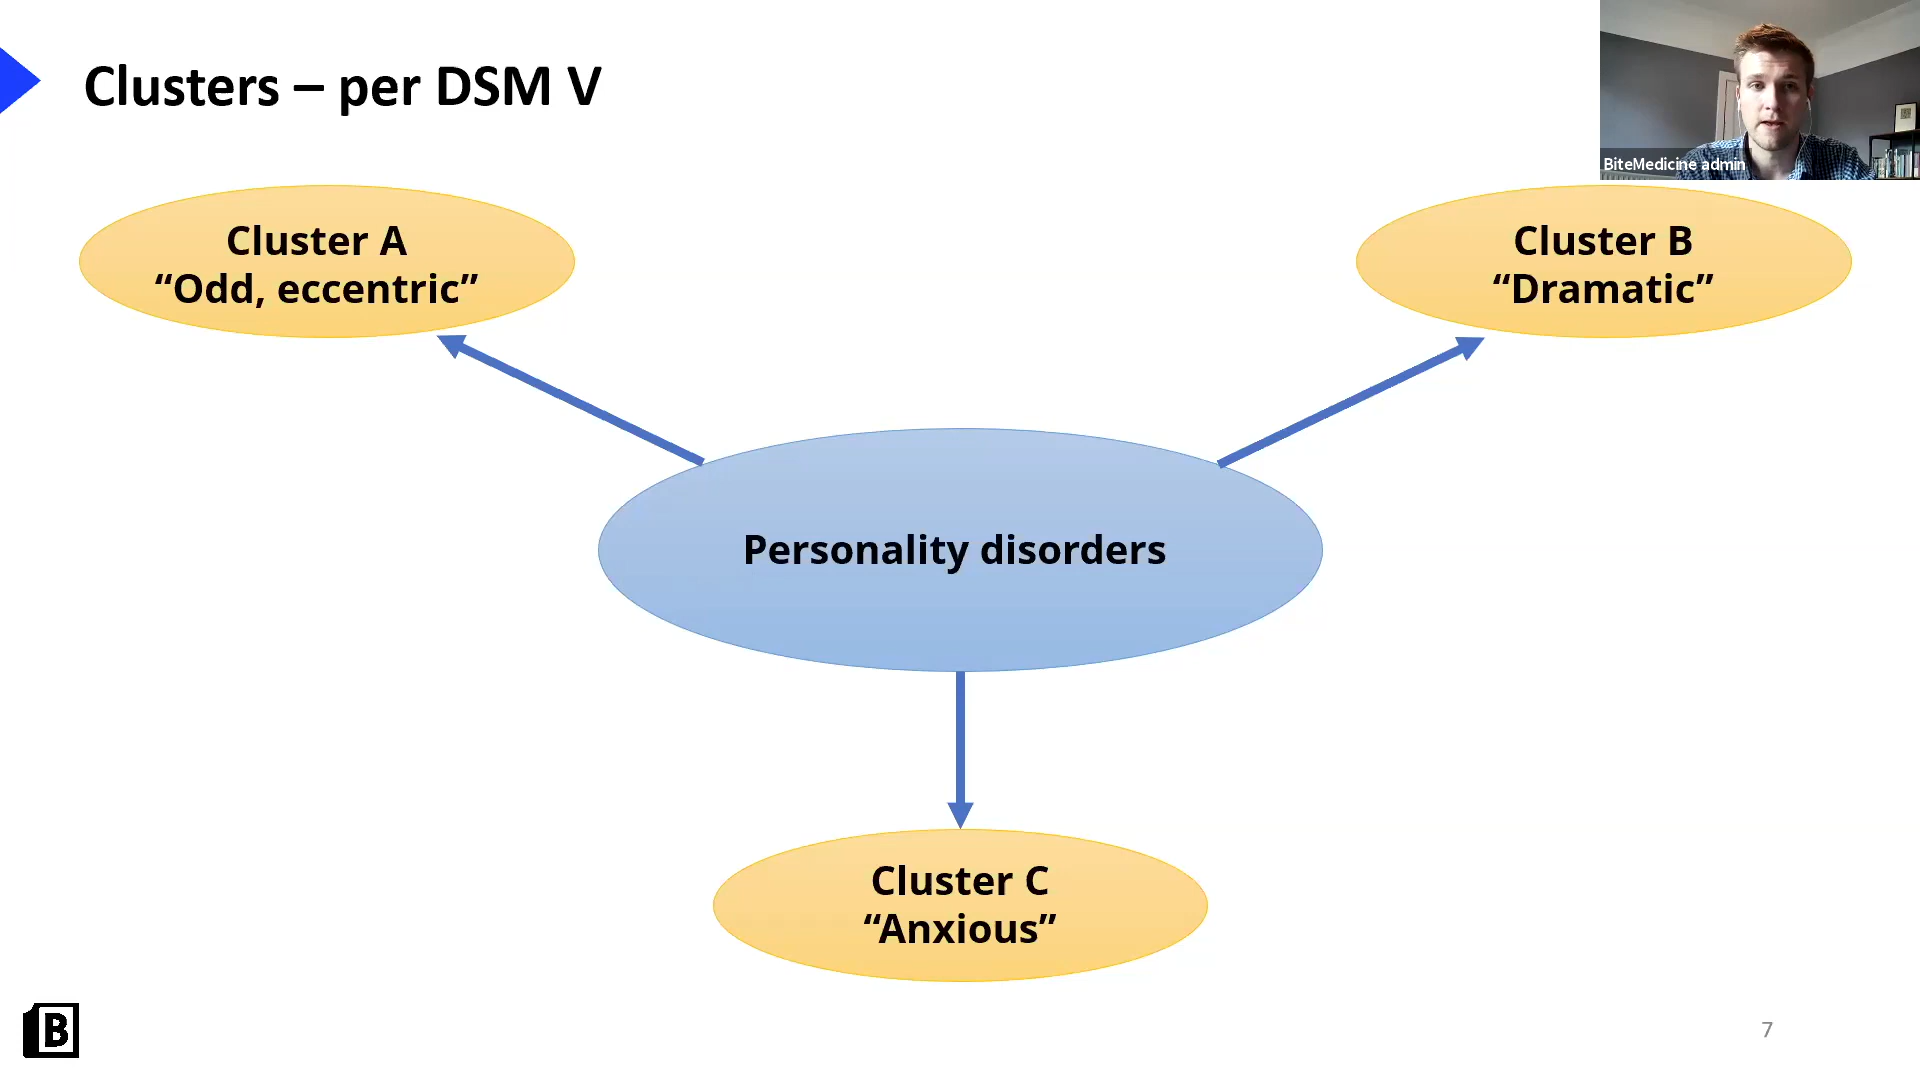 Clusters – per DSM V
BiteMedicine admin
Cluster A
“Odd, eccentric”
Cluster B
“Dramatic”
Personality disorders
Cluster C
“Anxious”
B
7